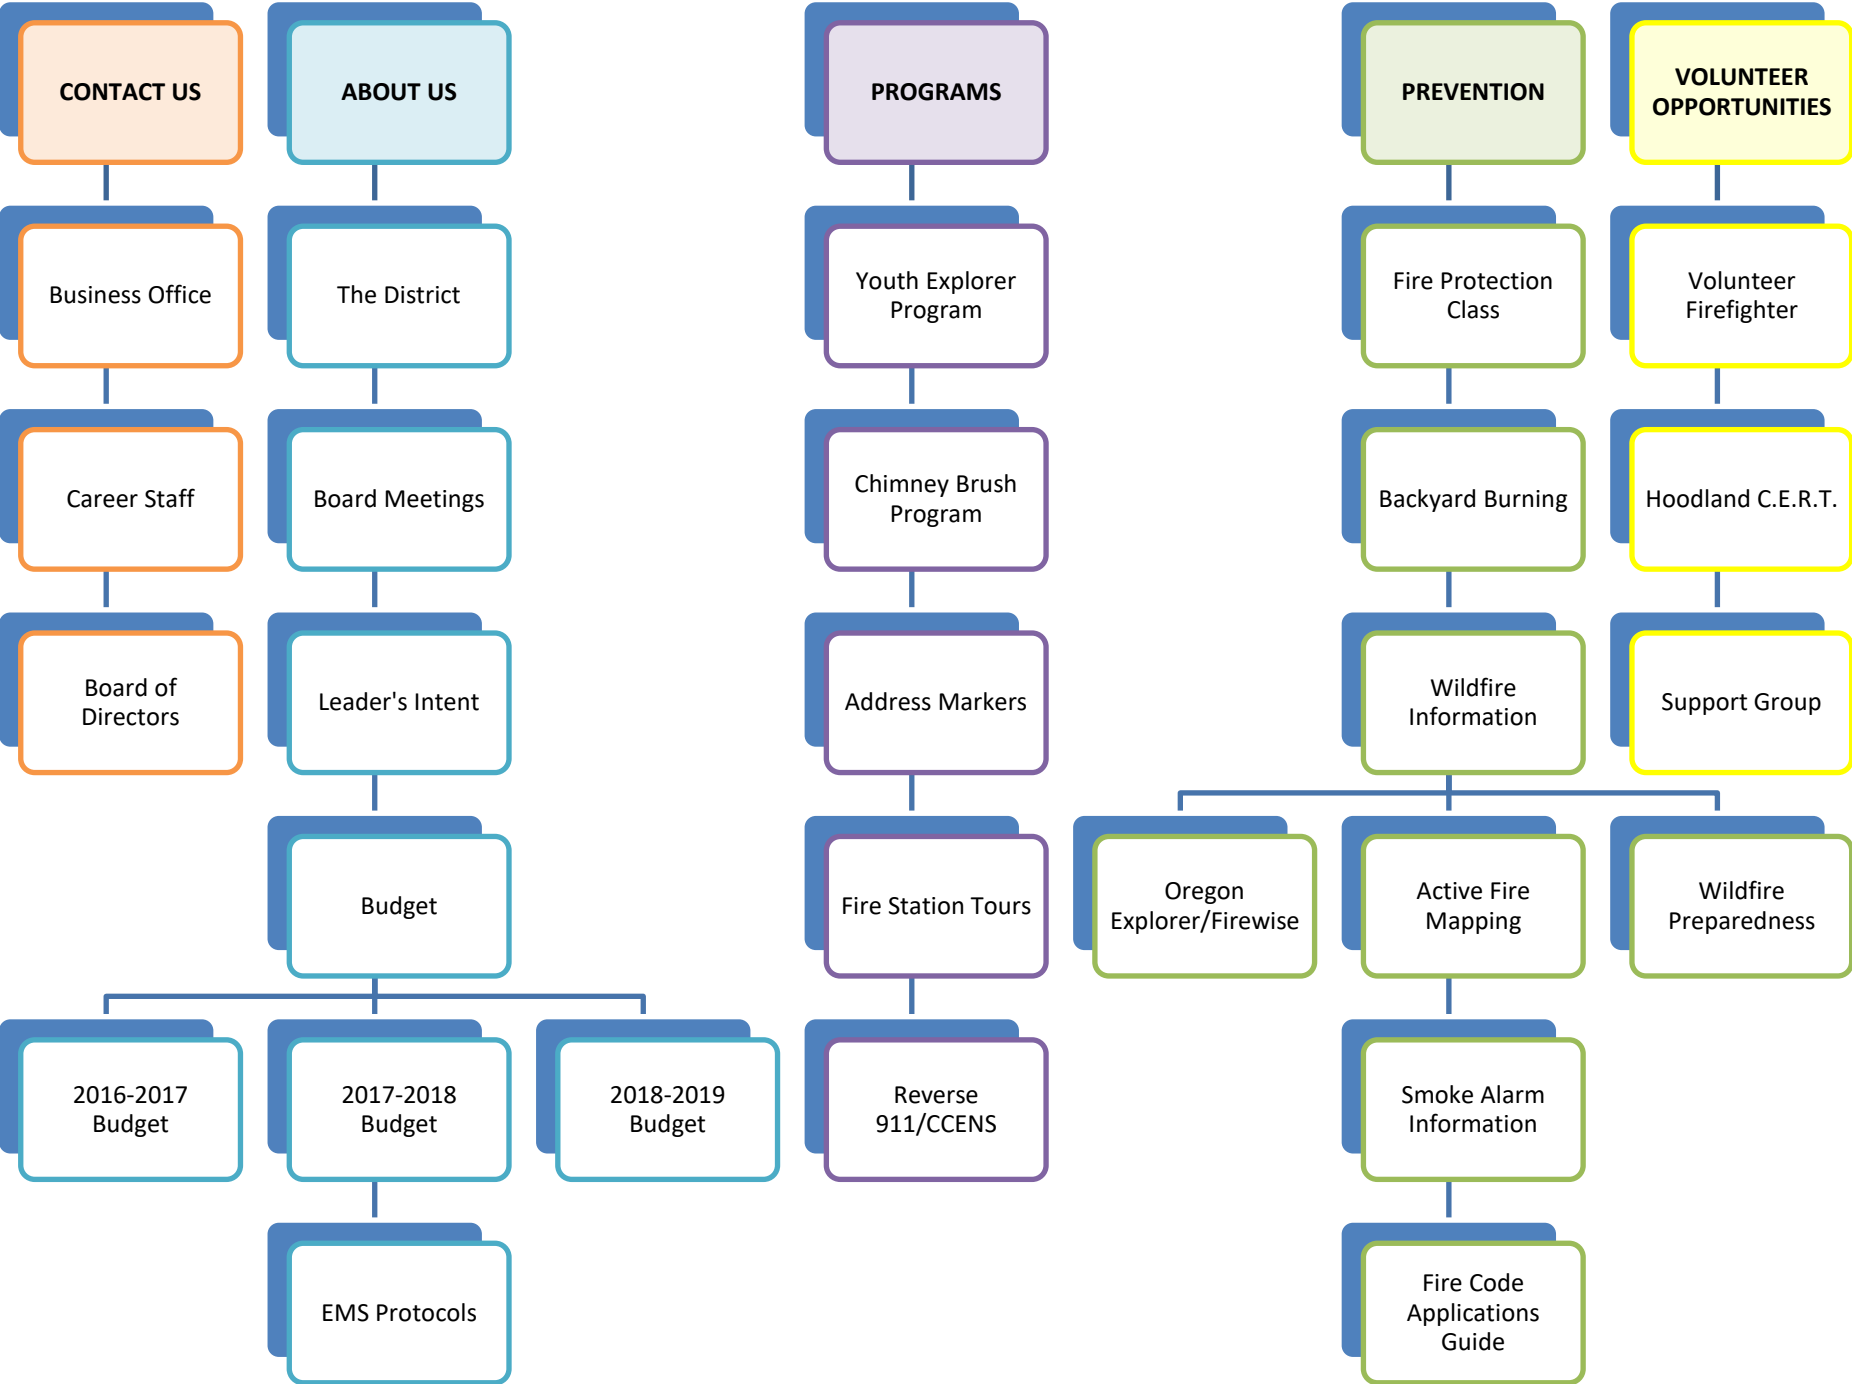 CONTACT US
ABOUT US
PROGRAMS
PREVENTION
VOLUNTEER
OPPORTUNITIES
Business Office
The District
Youth Explorer
Program
Fire Protection
Class
Volunteer
Firefighter
Career Staff
Board Meetings
Chimney Brush
Program
Backyard Burning
Hoodland C.E.R.T.
Board of
Directors
Leader's Intent
Address Markers
Wildfire
Information
Support Group
Budget
Fire Station Tours
Oregon
Explorer/Firewise
Active Fire
Mapping
Wildfire
Preparedness
2016-2017
Budget
2017-2018
Budget
2018-2019
Budget
Reverse
911/CCENS
Smoke Alarm
Information
EMS Protocols
Fire Code
Applications
Guide